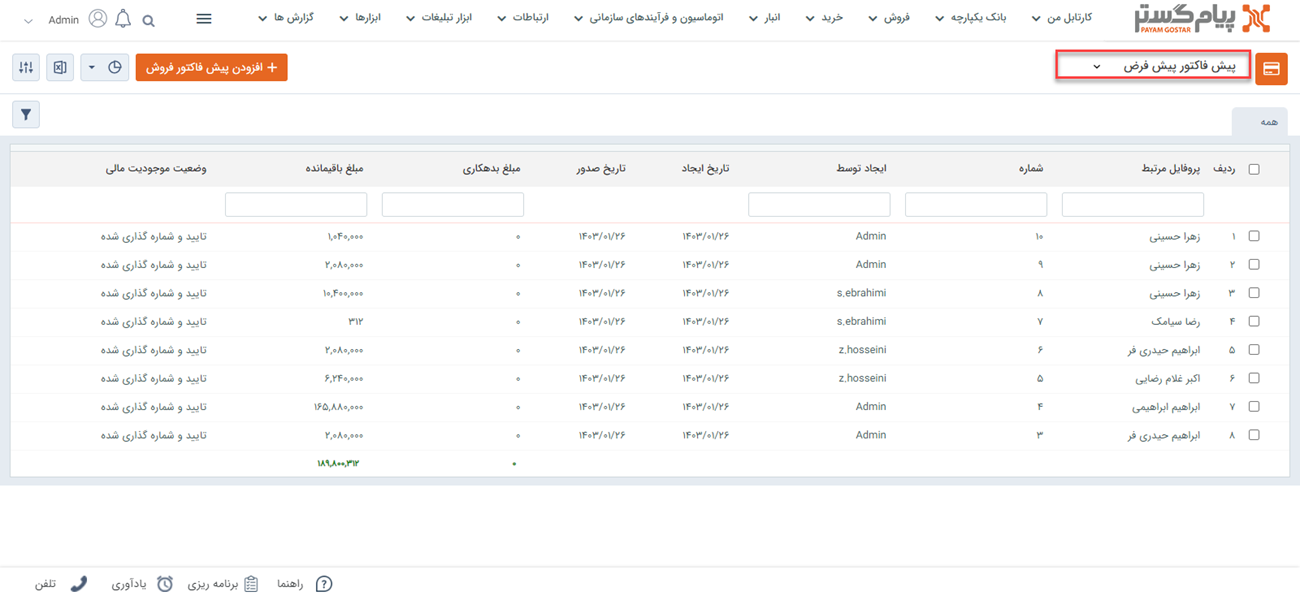 پیام گستر
PAYAM GOSTAR
کارتابل من بانک یکپارچه فروش خرید انبار اتوماسیون و فرآیندهای سازمانی ارتباطات ابزار تبلیغات ابزارها گزارش ها Admin
پیش فاکتور پیش فرض
+ افزودن پیش فاکتور فروش
همه
ردیف پروفایل مرتبط شماره ایجاد توسط تاریخ ایجاد تاریخ صدور مبلغ بدهکاری مبلغ باقیمانده وضعیت موجودیت مالی
۱ زهرا حسینی ۱۰ Admin ۱۴۰۳/۰۱/۲۶ ۱۴۰۳/۰۱/۲۶ ۰ ۱,۰۴۰,۰۰۰ تایید و شماره گذاری شده
۲ زهرا حسینی ۹ Admin ۱۴۰۳/۰۱/۲۶ ۱۴۰۳/۰۱/۲۶ ۰ ۲,۰۸۰,۰۰۰ تایید و شماره گذاری شده
۳ زهرا حسینی ۸ s.ebrahimi ۱۴۰۳/۰۱/۲۶ ۱۴۰۳/۰۱/۲۶ ۰ ۱۰,۴۰۰,۰۰۰ تایید و شماره گذاری شده
۴ رضا سیامک ۷ s.ebrahimi ۱۴۰۳/۰۱/۲۶ ۱۴۰۳/۰۱/۲۶ ۰ ۳۱۲ تایید و شماره گذاری شده
۵ ابراهیم حیدری فر ۶ z.hosseini ۱۴۰۳/۰۱/۲۶ ۱۴۰۳/۰۱/۲۶ ۰ ۲,۰۸۰,۰۰۰ تایید و شماره گذاری شده
۶ اکبر غلام رضایی ۵ z.hosseini ۱۴۰۳/۰۱/۲۶ ۱۴۰۳/۰۱/۲۶ ۰ ۶,۲۴۰,۰۰۰ تایید و شماره گذاری شده
۷ ابراهیم ابراهیمی ۴ Admin ۱۴۰۳/۰۱/۲۶ ۱۴۰۳/۰۱/۲۶ ۰ ۱۶۵,۸۸۰,۰۰۰ تایید و شماره گذاری شده
۸ ابراهیم حیدری فر ۳ Admin ۱۴۰۳/۰۱/۲۶ ۱۴۰۳/۰۱/۲۶ ۰ ۲,۰۸۰,۰۰۰ تایید و شماره گذاری شده
۰ ۱۸۹,۸۰۰,۳۱۲
راهنما برنامه ریزی یادآوری تلفن